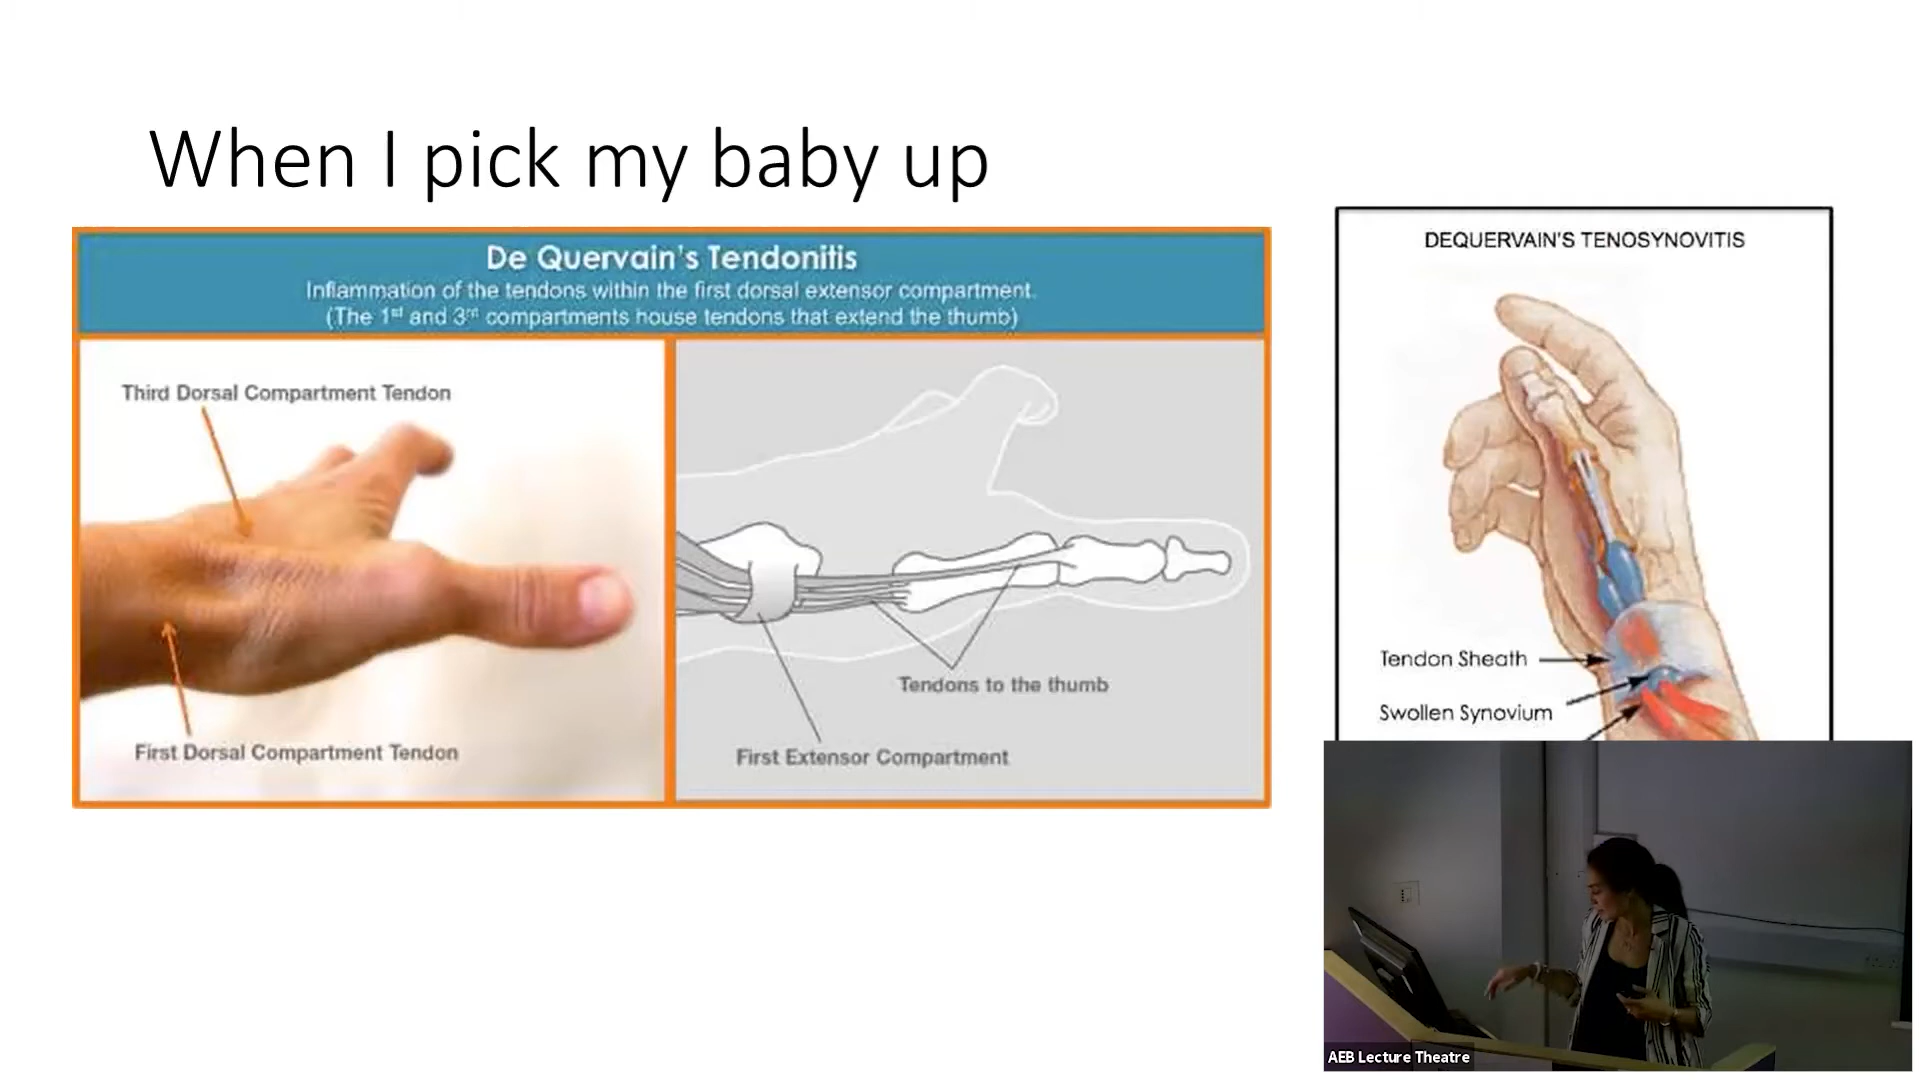 When I pick my baby up
De Quervain's Tendonitis
Inflammation of the tendons within the first dorsal extensor compartment.
(The 1st and 3rd compartments house tendons that extend the thumb)
Third Dorsal Compartment Tendon
First Dorsal Compartment Tendon
Tendons to the thumb
First Extensor Compartment
DEQUERVAIN'S TENOSYNOVITIS
Tendon Sheath
Swollen Synovium
AEB Lecture Theatre